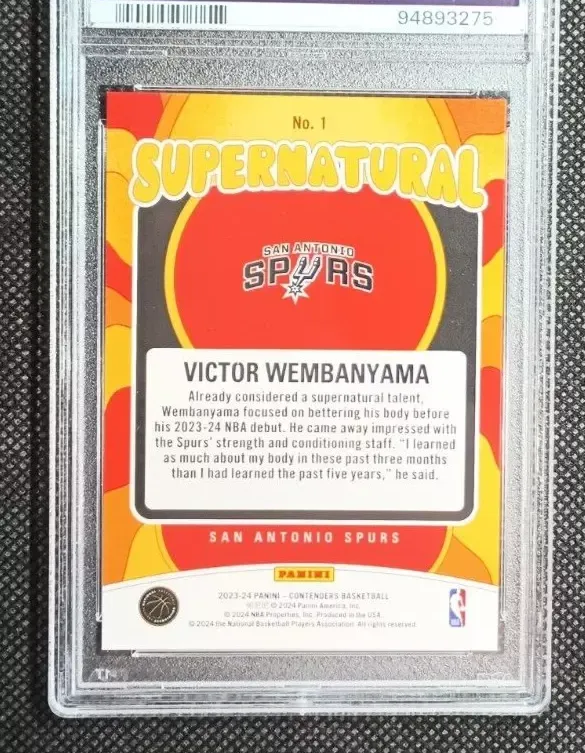 94893275
No. 1
SUPERNATURAL
SAN ANTONIO
SPURS
VICTOR WEMBANYAMA
Already considered a supernatural talent,
Wembanyama focused on bettering his body before
his 2023-24 NBA debut. He came away impressed with
the Spurs' strength and conditioning staff. "I learned
as much about my body in these past three months
than I had learned the past five years," he said.
SAN ANTONIO SPURS
PANINI
2023-24 PANINI – CONTENDERS BASKETBALL
© 2024 Panini America, Inc.
© 2024 NBA Properties, Inc. Produced in the USA.
© 2024 the National Basketball Players Association. All rights reserved.